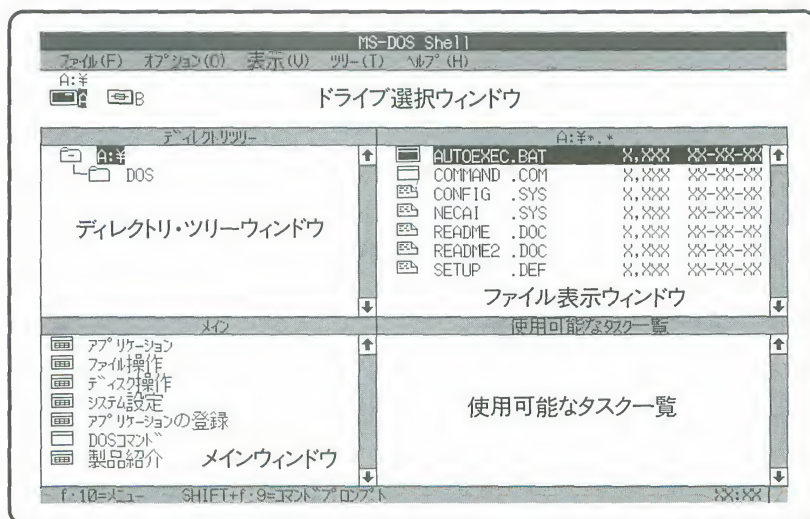 MS-DOS Shell
ファイル(F) オプション(O) 表示(V) ツリー(T) ヘルプ(H)
A:¥
A B
ドライブ選択ウィンドウ
ディレクトリツリー
A:¥
DOS
ディレクトリ・ツリーウィンドウ
A:¥*.*
AUTOEXEC.BAT X,XXX XX-XX-XX
COMMAND .COM X,XXX XX-XX-XX
CONFIG .SYS X,XXX XX-XX-XX
NECAI .SYS X,XXX XX-XX-XX
README .DOC X,XXX XX-XX-XX
README2 .DOC X,XXX XX-XX-XX
SETUP .DEF X,XXX XX-XX-XX
ファイル表示ウィンドウ
メイン
アプリケーション
ファイル操作
ディスク操作
システム設定
アプリケーションの登録
DOSコマンド
製品紹介
メインウィンドウ
使用可能なタスク一覧
使用可能なタスク一覧
f・10=メニュー SHIFT+f・9=コマンドプロンプト XX:XX